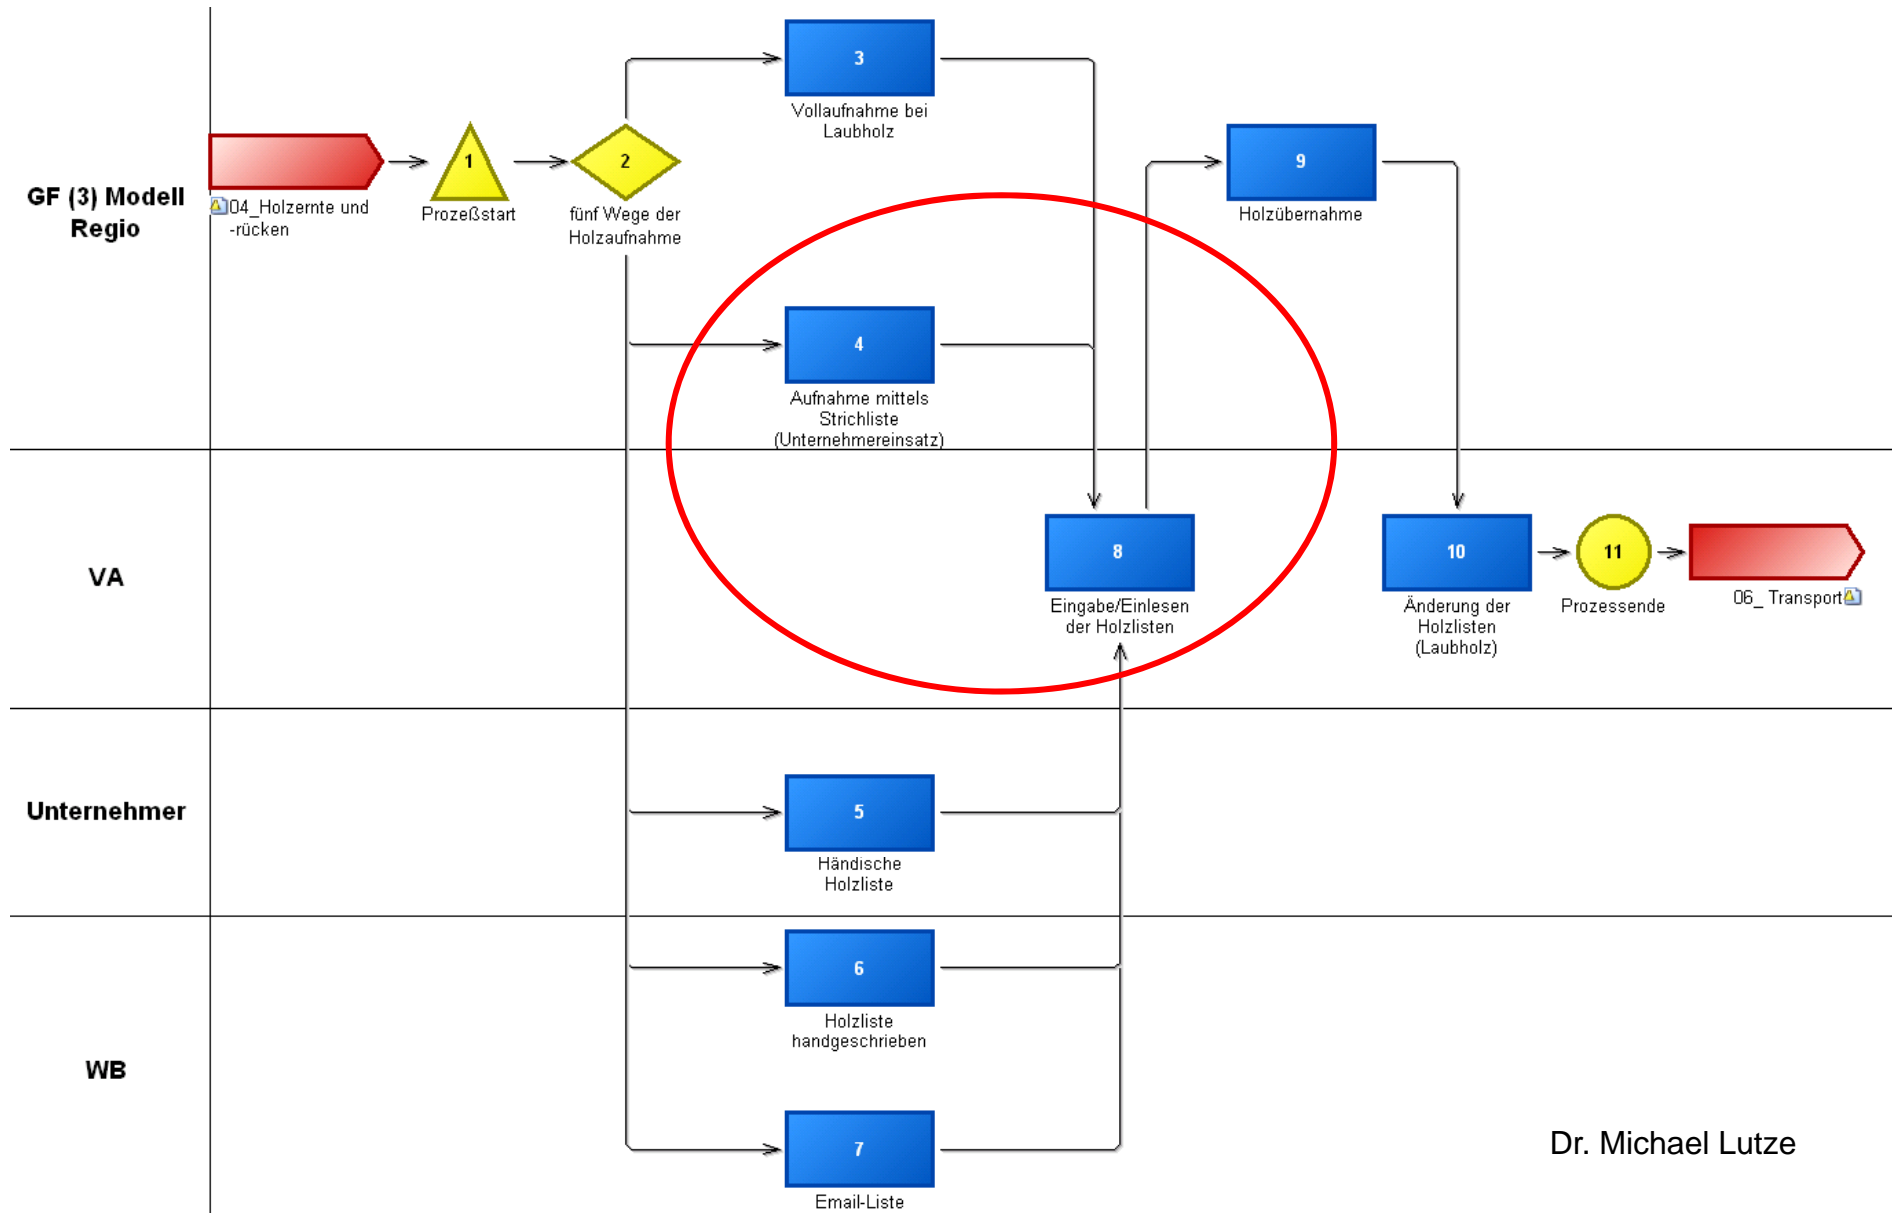 3
Vollaufnahme bei
Laubholz
GF (3) Modell
Regio
04_Holzernte und
-rücken
1
Prozeßstart
2
fünf Wege der
Holzaufnahme
9
Holzübernahme
4
Aufnahme mittels
Strichliste
(Unternehmereinsatz)
VA
8
Eingabe/Einlesen
der Holzlisten
10
Änderung der
Holzlisten
(Laubholz)
11
Prozessende
06_ Transport
Unternehmer
5
Händische
Holzliste
WB
6
Holzliste
handgeschrieben
7
Email-Liste
Dr. Michael Lutze